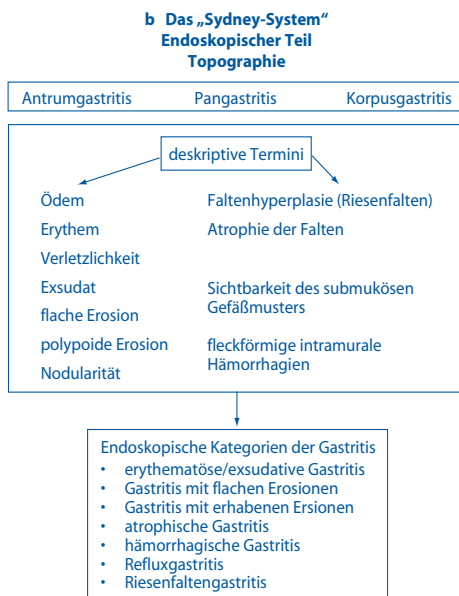 b Das „Sydney-System“
Endoskopischer Teil
Topographie
Antrumgastritis Pangastritis Korpusgastritis
deskriptive Termini
Ödem
Erythem
Verletzlichkeit
Exsudat
flache Erosion
polypoide Erosion
Nodularität
Faltenhyperplasie (Riesenfalten)
Atrophie der Falten
Sichtbarkeit des submukösen
Gefäßmusters
fleckförmige intramurale
Hämorrhagien
Endoskopische Kategorien der Gastritis
• erythematöse/exsudative Gastritis
• Gastritis mit flachen Erosionen
• Gastritis mit erhabenen Ersionen
• atrophische Gastritis
• hämorrhagische Gastritis
• Refluxgastritis
• Riesenfaltengastritis